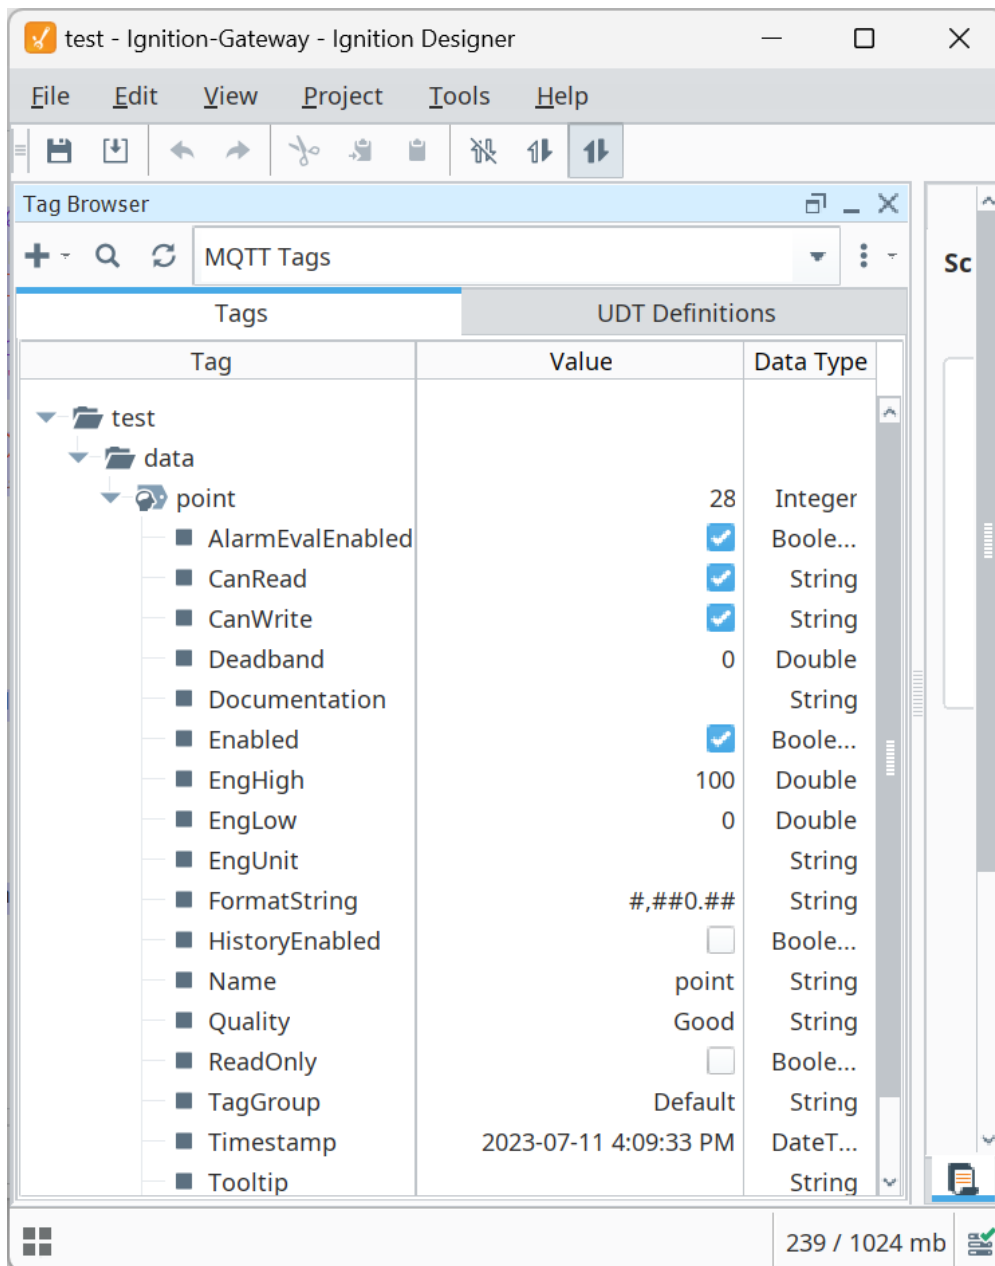 test - Ignition-Gateway - Ignition Designer
File Edit View Project Tools Help
Tag Browser
MQTT Tags
Sc
Tags UDT Definitions
Tag Value Data Type
test
data
point 28 Integer
AlarmEvalEnabled Boole...
CanRead String
CanWrite String
Deadband 0 Double
Documentation String
Enabled Boole...
EngHigh 100 Double
EngLow 0 Double
EngUnit String
FormatString #,##0.## String
HistoryEnabled Boole...
Name point String
Quality Good String
ReadOnly Boole...
TagGroup Default String
Timestamp 2023-07-11 4:09:33 PM DateT...
Tooltip String
239 / 1024 mb